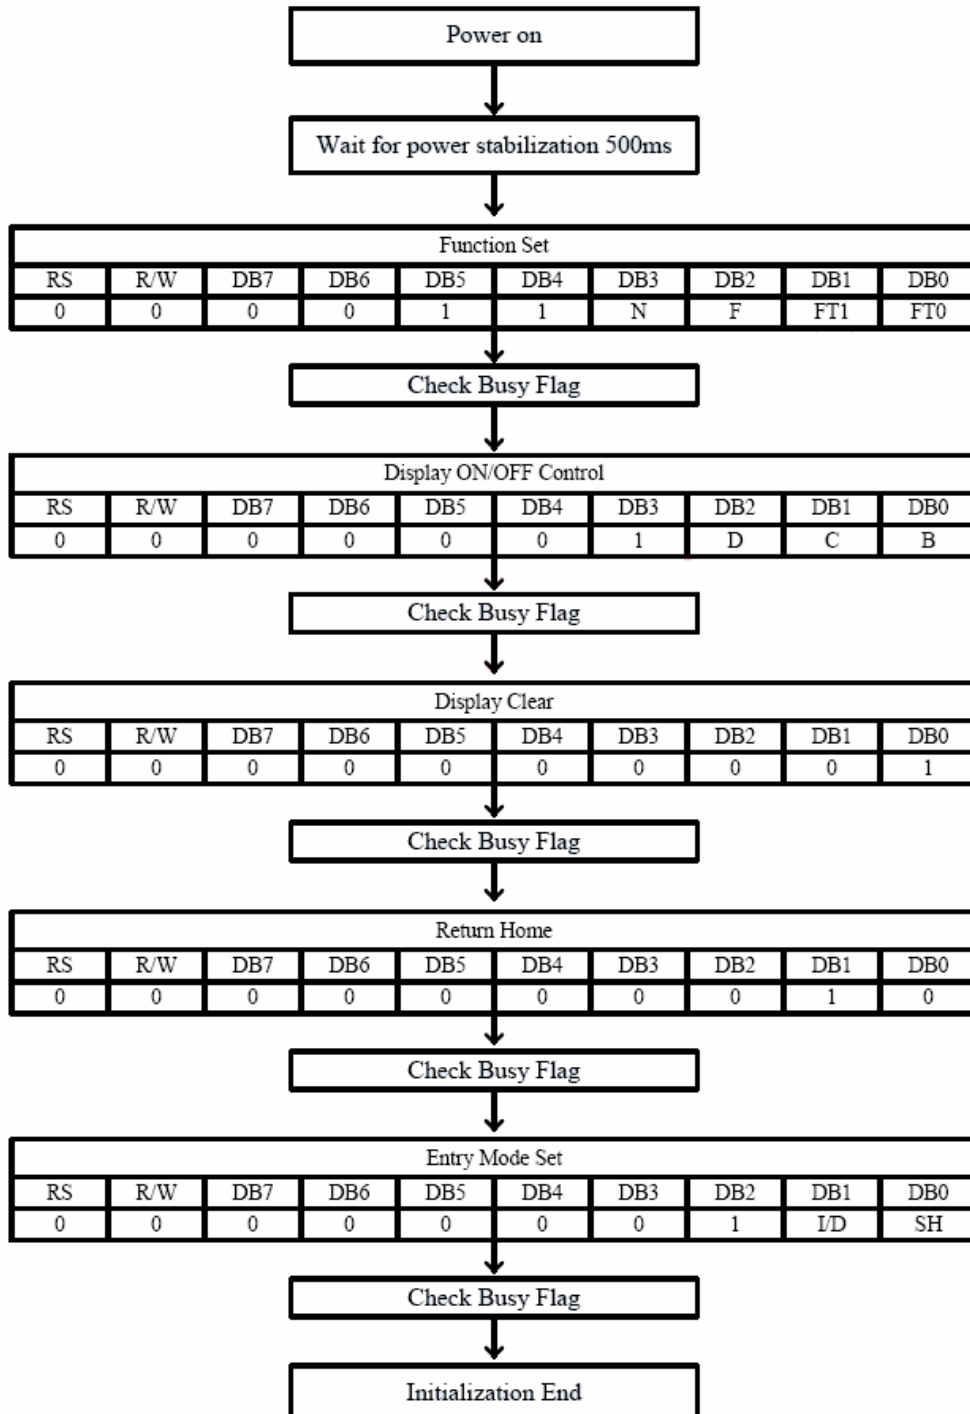 Power on
Wait for power stabilization 500ms
Function Set
RS R/W DB7 DB6 DB5 DB4 DB3 DB2 DB1 DB0
0 0 0 0 1 1 N F FT1 FT0
Check Busy Flag
Display ON/OFF Control
RS R/W DB7 DB6 DB5 DB4 DB3 DB2 DB1 DB0
0 0 0 0 0 0 1 D C B
Check Busy Flag
Display Clear
RS R/W DB7 DB6 DB5 DB4 DB3 DB2 DB1 DB0
0 0 0 0 0 0 0 0 0 1
Check Busy Flag
Return Home
RS R/W DB7 DB6 DB5 DB4 DB3 DB2 DB1 DB0
0 0 0 0 0 0 0 0 1 0
Check Busy Flag
Entry Mode Set
RS R/W DB7 DB6 DB5 DB4 DB3 DB2 DB1 DB0
0 0 0 0 0 0 0 1 I/D SH
Check Busy Flag
Initialization End